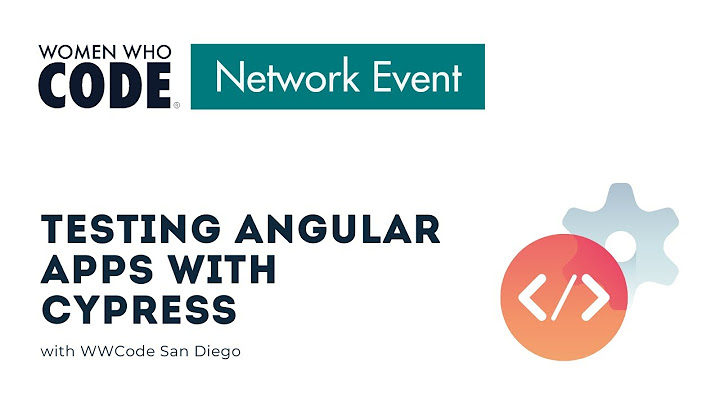 WOMEN WHO
CODE®
Network Event
TESTING ANGULAR
APPS WITH
CYPRESS
with WWCode San Diego
</>